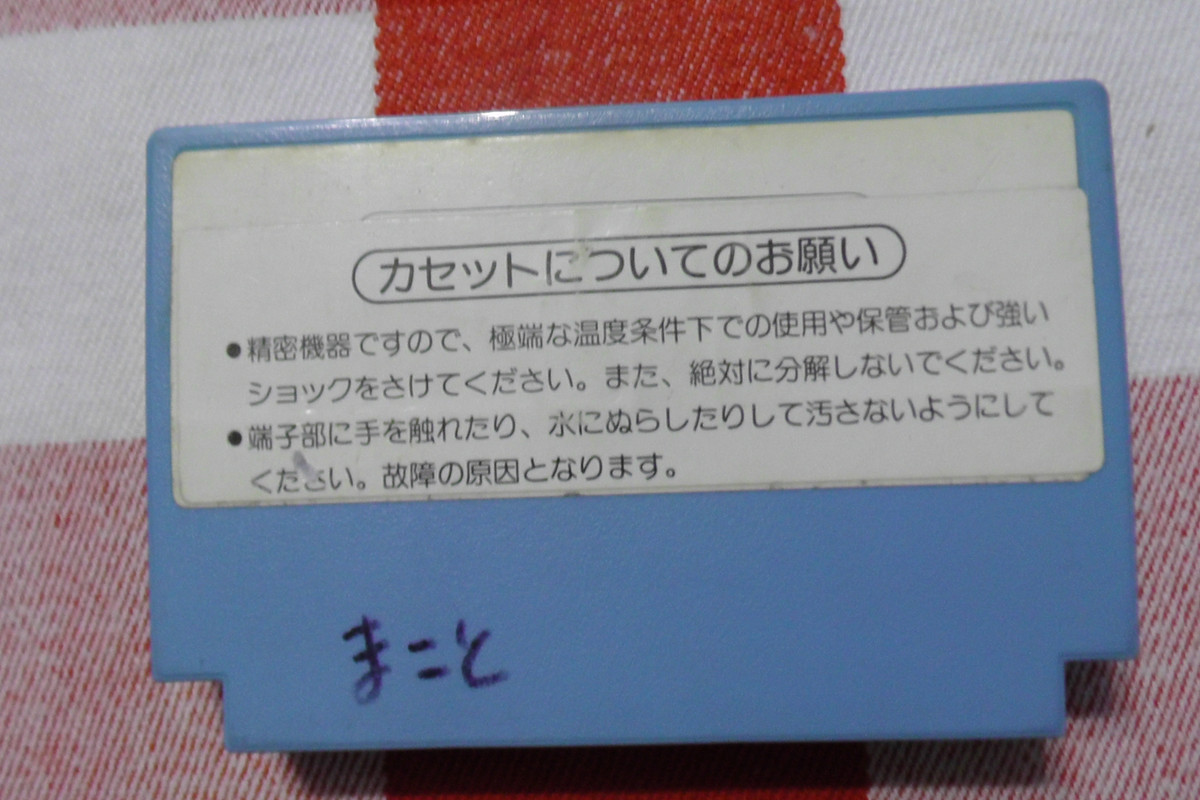 カセットについてのお願い
●精密機器ですので、極端な温度条件下での使用や保管および強い
ショックをさけてください。また、絶対に分解しないでください。
●端子部に手を触れたり、水にぬらしたりして汚さないようにして
ください。故障の原因となります。
まこと